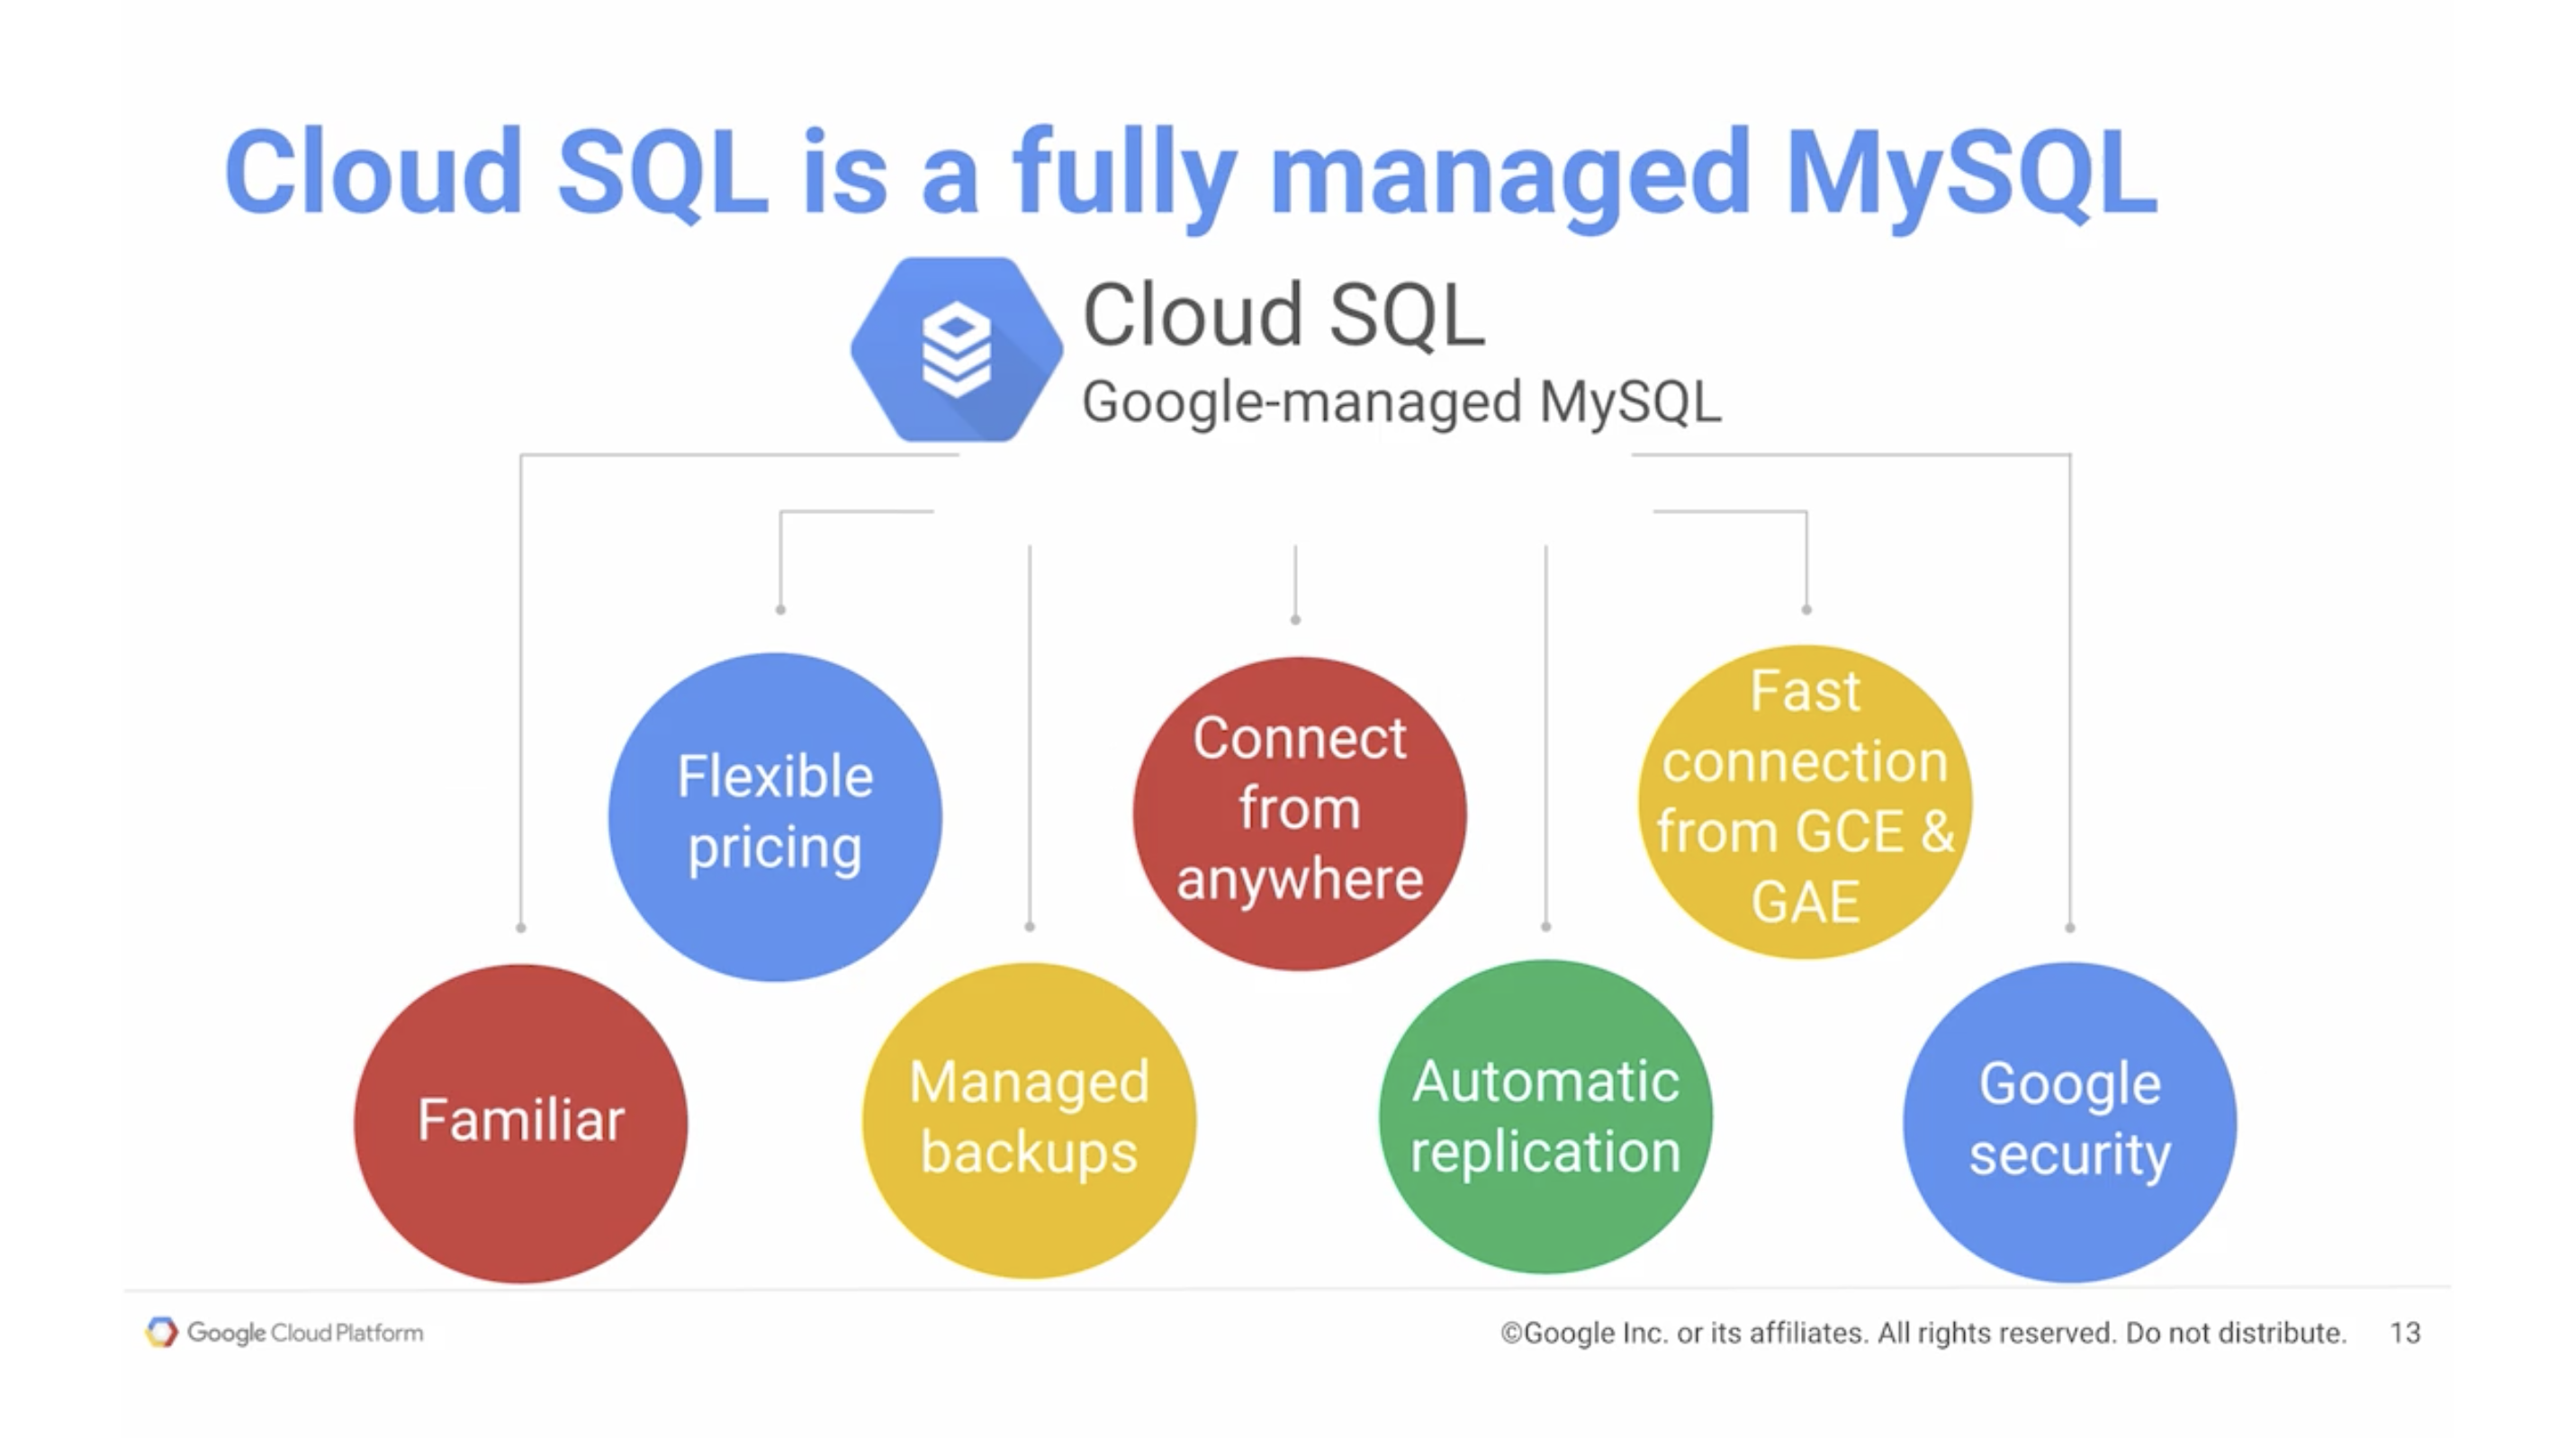 Cloud SQL is a fully managed MySQL
Cloud SQL
Google-managed MySQL
Flexible
pricing
Connect
from
anywhere
Fast
connection
from GCE &
GAE
Familiar
Managed
backups
Automatic
replication
Google
security
Google Cloud Platform
©Google Inc. or its affiliates. All rights reserved. Do not distribute. 13